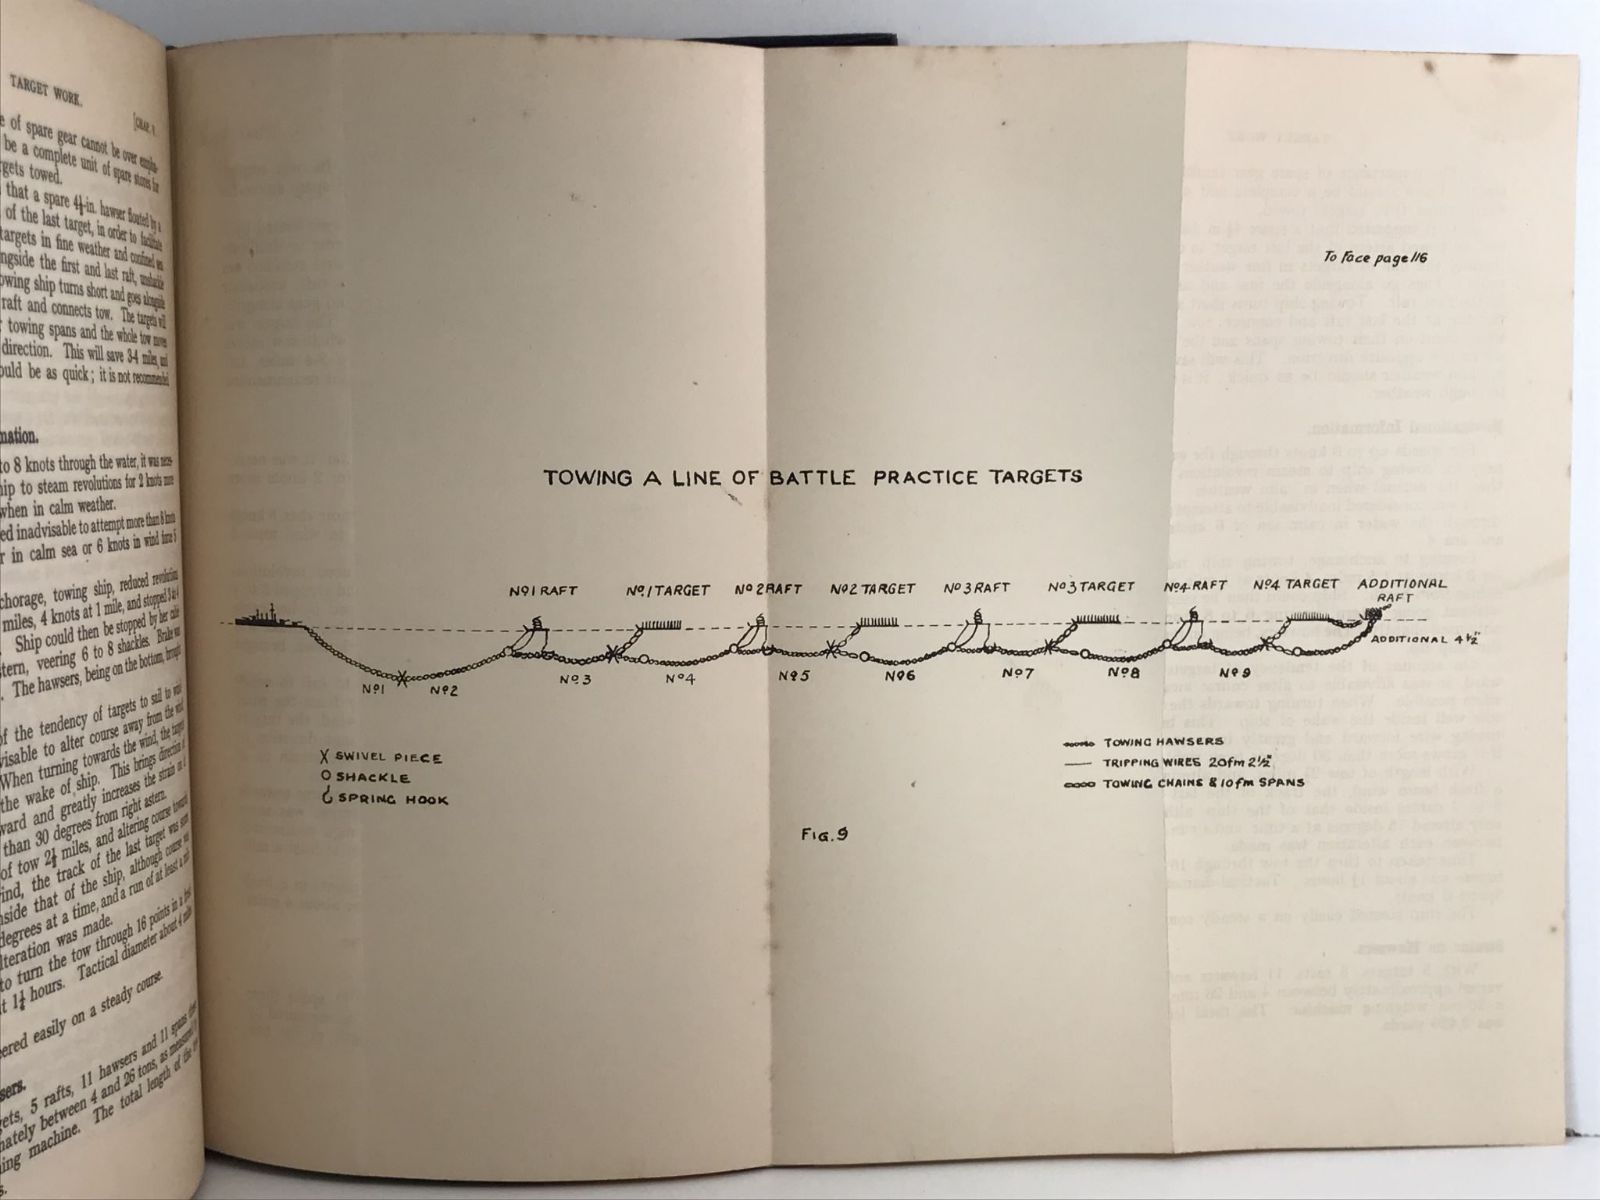 TARGET WORK.
[CHAP. I.
e of spare gear cannot be over empha-
be a complete unit of spare stores for
rgets towed.
that a spare 4½-in. hawser floated by a
of the last target, in order to facilitate
targets in fine weather and confined sea
ngside the first and last raft, unshackle
owing ship turns short and goes alongside
raft and connects tow. The targets will
r towing spans and the whole tow moves
direction. This will save 3-4 miles, and
ould be as quick; it is not recommended
mation.
to 8 knots through the water, it was neces-
hip to steam revolutions for 2 knots more
when in calm weather.
ed inadvisable to attempt more than 8 knots
r in calm sea or 6 knots in wind force 5
chorage, towing ship, reduced revolutions
miles, 4 knots at 1 mile, and stopped
Ship could then be stopped by her cable
stern, veering 6 to 8 shackles. Brake was
. The hawsers, being on the bottom, brought
of the tendency of targets to sail to wind
visable to alter course away from the wind
When turning towards the wind, the targets
the wake of ship. This brings direction of
ward and greatly increases the strain on
than 30 degrees from right astern.
of tow 2½ miles, and altering course towards
ind, the track of the last target was some
nside that of the ship, although course was
degrees at a time, and a run of at least a mile
lteration was made.
to turn the tow through 16 points in a
t 1½ hours. Tactical diameter about 4 miles
ered easily on a steady course.
sers.
gets, 5 rafts, 11 hawsers and 11 spans
mately between 4 and 26 tons, as measured by
ing machine. The total length of the
s.
To face page 116
TOWING A LINE OF BATTLE PRACTICE TARGETS
Nº1 RAFT Nº1 TARGET Nº2 RAFT Nº2 TARGET Nº3 RAFT Nº3 TARGET Nº4 RAFT Nº4 TARGET ADDITIONAL
RAFT
ADDITIONAL 4½"
Nº1 Nº2 Nº3 Nº4 Nº5 Nº6 Nº7 Nº8 Nº9
X SWIVEL PIECE
O SHACKLE
SPRING HOOK
TOWING HAWSERS
TRIPPING WIRES 20fm 2½"
TOWING CHAINS & 10fm SPANS
FIG. 9